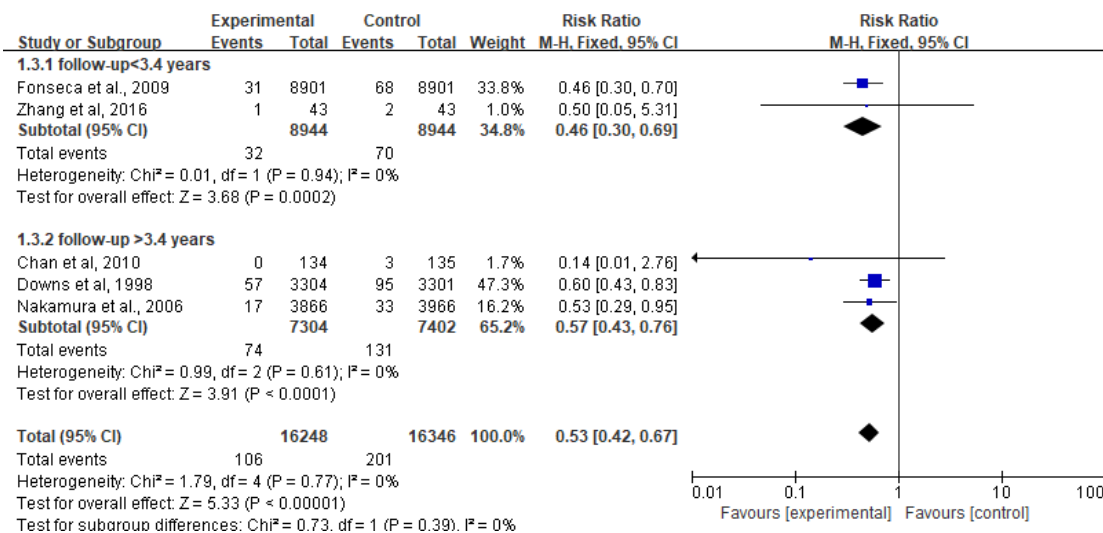 Experimental Control Risk Ratio Risk Ratio
Study or Subgroup Events Total Events Total Weight M-H, Fixed, 95% CI M-H, Fixed, 95% CI
1.3.1 follow-up<3.4 years
Fonseca et al., 2009 31 8901 68 8901 33.8% 0.46 [0.30, 0.70]
Zhang et al, 2016 1 43 2 43 1.0% 0.50 [0.05, 5.31]
Subtotal (95% CI) 8944 8944 34.8% 0.46 [0.30, 0.69]
Total events 32 70
Heterogeneity: Chi² = 0.01, df = 1 (P = 0.94); I² = 0%
Test for overall effect: Z = 3.68 (P = 0.0002)
1.3.2 follow-up >3.4 years
Chan et al, 2010 0 134 3 135 1.7% 0.14 [0.01, 2.76]
Downs et al, 1998 57 3304 95 3301 47.3% 0.60 [0.43, 0.83]
Nakamura et al., 2006 17 3866 33 3966 16.2% 0.53 [0.29, 0.95]
Subtotal (95% CI) 7304 7402 65.2% 0.57 [0.43, 0.76]
Total events 74 131
Heterogeneity: Chi² = 0.99, df = 2 (P = 0.61); I² = 0%
Test for overall effect: Z = 3.91 (P < 0.0001)
Total (95% CI) 16248 16346 100.0% 0.53 [0.42, 0.67]
Total events 106 201
Heterogeneity: Chi² = 1.79, df = 4 (P = 0.77); I² = 0%
Test for overall effect: Z = 5.33 (P < 0.00001)
Test for subgroup differences: Chi² = 0.73, df = 1 (P = 0.39), I² = 0%
0.01 0.1 1 10 100
Favours [experimental] Favours [control]